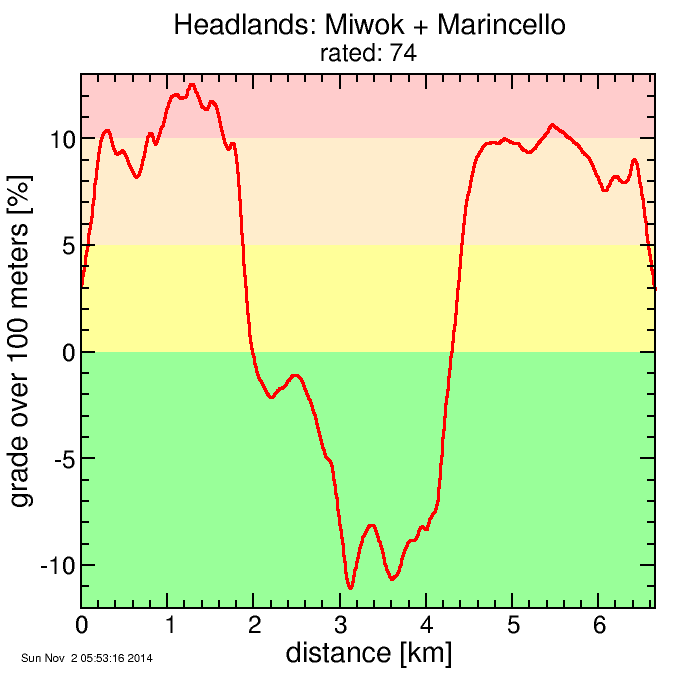 Headlands: Miwok + Marincello
rated: 74
grade over 100 meters [%]
10
5
0
-5
-10
0 1 2 3 4 5 6
distance [km]
Sun Nov 2 05:53:16 2014